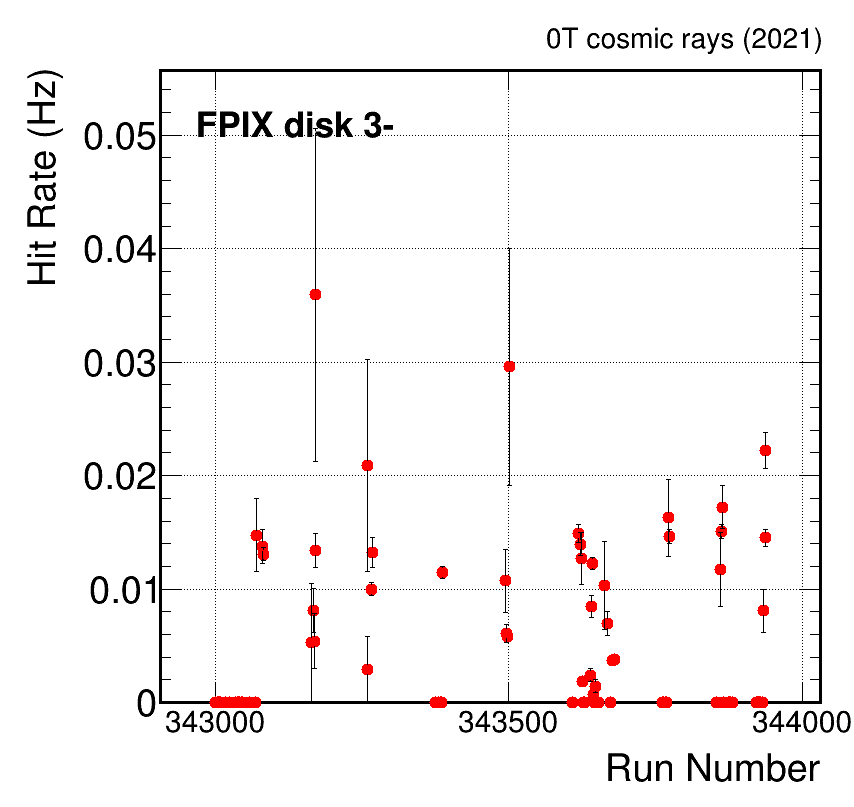 0T cosmic rays (2021)
Hit Rate (Hz)
FPIX disk 3-
0.05
0.04
0.03
0.02
0.01
0
343000
343500
344000
Run Number